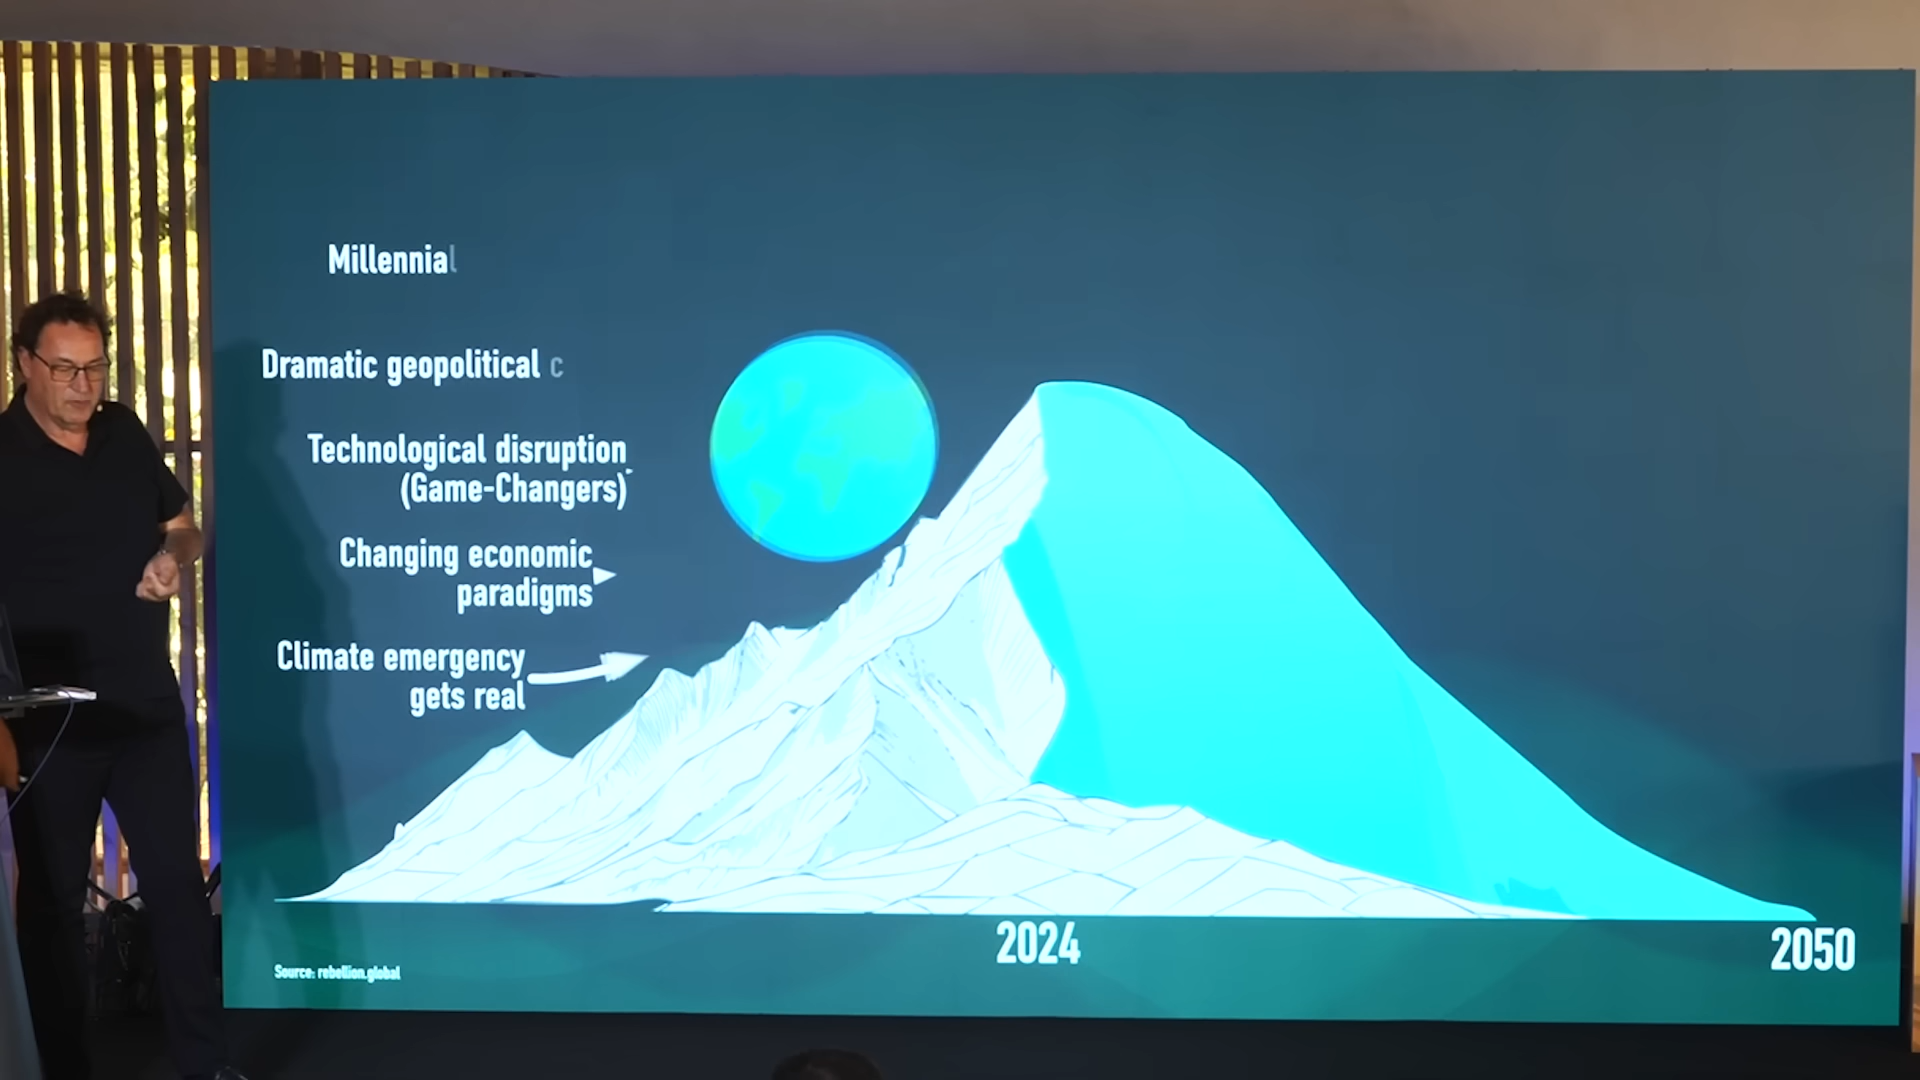 Millennial
Dramatic geopolitical c
Technological disruption
(Game-Changers)
Changing economic
paradigms
Climate emergency
gets real
2024
2050
Source: rebellion.global